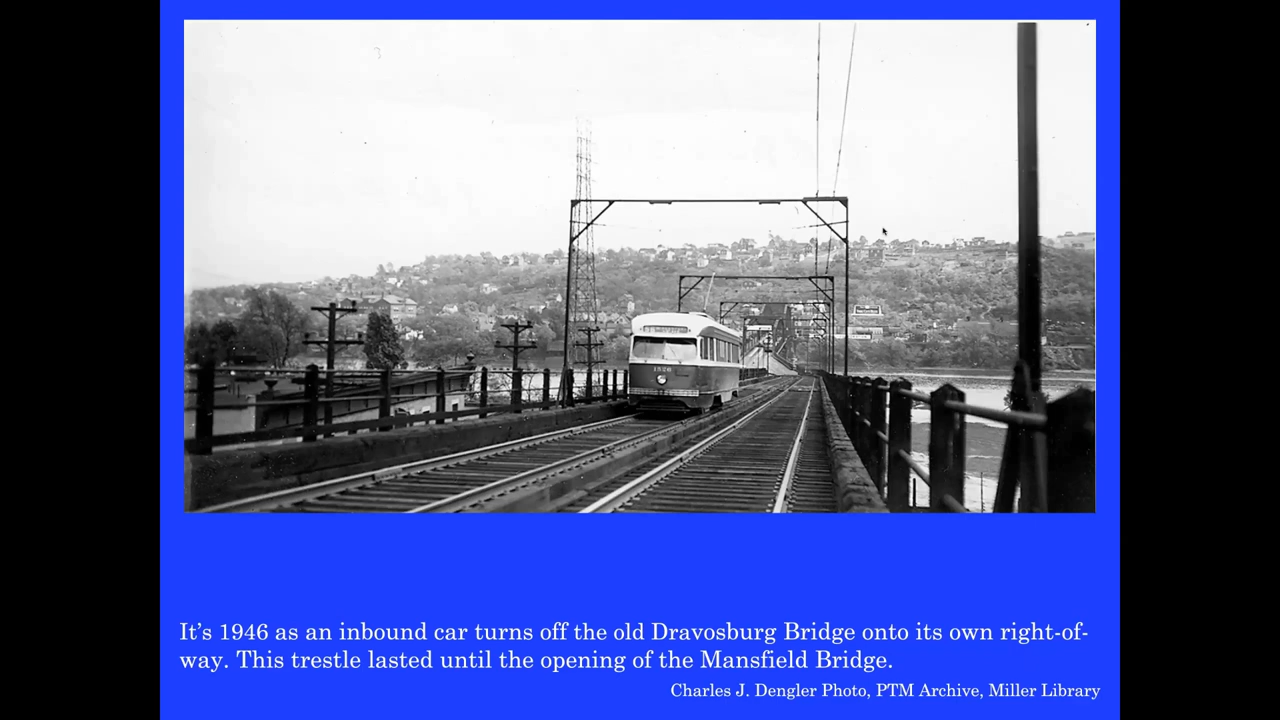 1526
It’s 1946 as an inbound car turns off the old Dravosburg Bridge onto its own right-of-
way. This trestle lasted until the opening of the Mansfield Bridge.
Charles J. Dengler Photo, PTM Archive, Miller Library